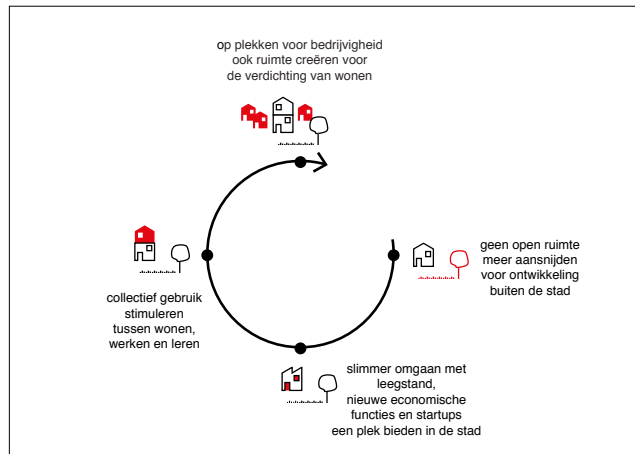 op plekken voor bedrijvigheid
ook ruimte creëren voor
de verdichting van wonen
geen open ruimte
meer aansnijden
voor ontwikkeling
buiten de stad
collectief gebruik
stimuleren
tussen wonen,
werken en leren
slimmer omgaan met
leegstand,
nieuwe economische
functies en startups
een plek bieden in de stad